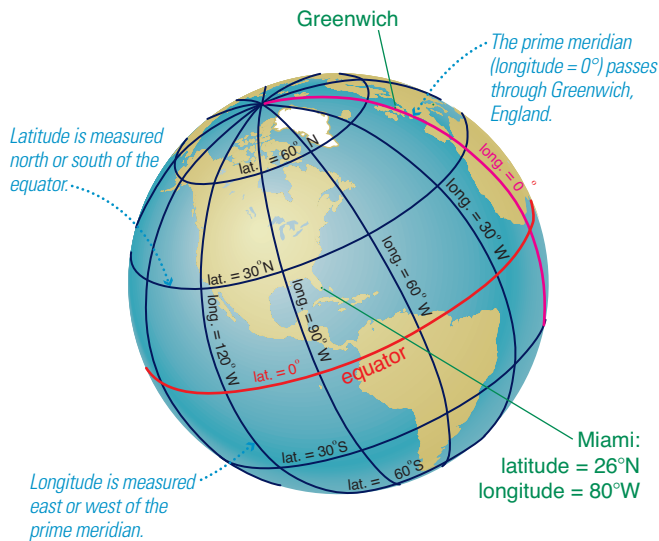 Greenwich
The prime meridian
(longitude = 0°) passes
through Greenwich,
England.
Latitude is measured
north or south of the
equator.
lat. = 60°N
long. = 0°
long. = 30°W
lat. = 30°N
long. = 60°W
long. = 90°W
long. = 120°W
lat. = 0°
equator
lat. = 30°S
lat. = 60°S
Miami:
latitude = 26°N
longitude = 80°W
Longitude is measured
east or west of the
prime meridian.